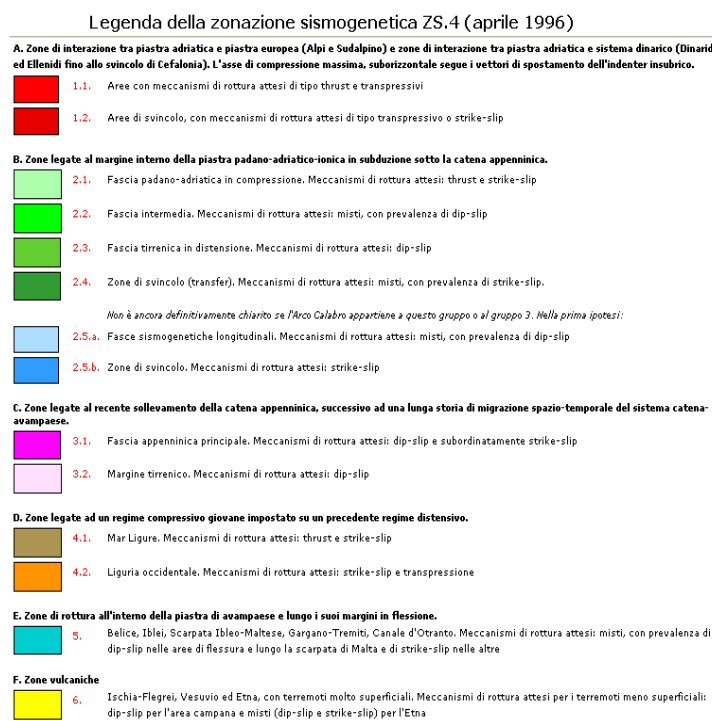 Legenda della zonazione sismogenetica ZS.4 (aprile 1996)
A. Zone di interazione tra piastra adriatica e piastra europea (Alpi e Sudalpino) e zone di interazione tra piastra adriatica e sistema dinarico (Dinarid
ed Ellenidi fino allo svincolo di Cefalonia). L'asse di compressione massima, suborizzontale segue i vettori di spostamento dell'indenter insubrico.
1.1. Aree con meccanismi di rottura attesi di tipo thrust e transpressivi
1.2. Aree di svincolo, con meccanismi di rottura attesi di tipo transpressivo o strike-slip
B. Zone legate al margine interno della piastra padano-adriatico-ionica in subduzione sotto la catena appenninica.
2.1. Fascia padano-adriatica in compressione. Meccanismi di rottura attesi: thrust e strike-slip
2.2. Fascia intermedia. Meccanismi di rottura attesi: misti, con prevalenza di dip-slip
2.3. Fascia tirrenica in distensione. Meccanismi di rottura attesi: dip-slip
2.4. Zone di svincolo (transfer). Meccanismi di rottura attesi: misti, con prevalenza di strike-slip.
Non è ancora definitivamente chiarito se l'Arco Calabro appartiene a questo gruppo o al gruppo 3. Nella prima ipotesi:
2.5.a. Fasce sismogenetiche longitudinali. Meccanismi di rottura attesi: misti, con prevalenza di dip-slip
2.5.b. Zone di svincolo. Meccanismi di rottura attesi: strike-slip
C. Zone legate al recente sollevamento della catena appenninica, successivo ad una lunga storia di migrazione spazio-temporale del sistema catena-
avampaese.
3.1. Fascia appenninica principale. Meccanismi di rottura attesi: dip-slip e subordinatamente strike-slip
3.2. Margine tirrenico. Meccanismi di rottura attesi: dip-slip
D. Zone legate ad un regime compressivo giovane impostato su un precedente regime distensivo.
4.1. Mar Ligure. Meccanismi di rottura attesi: thrust e strike-slip
4.2. Liguria occidentale. Meccanismi di rottura attesi: strike-slip e transpressione
E. Zone di rottura all'interno della piastra di avampaese e lungo i suoi margini in flessione.
5. Belice, Iblei, Scarpata Ibleo-Maltese, Gargano-Tremiti, Canale d'Otranto. Meccanismi di rottura attesi: misti, con prevalenza di
dip-slip nelle aree di flessura e lungo la scarpata di Malta e di strike-slip nelle altre
F. Zone vulcaniche
6. Ischia-Flegrei, Vesuvio ed Etna, con terremoti molto superficiali. Meccanismi di rottura attesi per i terremoti meno superficiali:
dip-slip per l'area campana e misti (dip-slip e strike-slip) per l'Etna